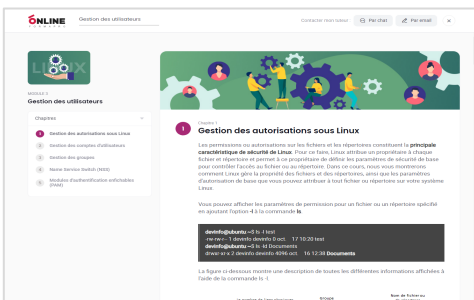 ONLINE
FORMAPRO
Gestion des utilisateurs
Contacter mon tuteur :
Par chat
Par email
LINUX
MODULE 3
Gestion des utilisateurs
Chapitres
1 Gestion des autorisations sous Linux
2 Gestion des comptes d'utilisateurs
3 Gestion des groupes
4 Name Service Switch (NSS)
5 Modules d'authentification enfichables
(PAM)
1
Chapitre 1
Gestion des autorisations sous Linux
Les permissions ou autorisations sur les fichiers et les répertoires constituent la principale
caractéristique de sécurité de Linux. Pour ce faire, Linux attribue un propriétaire à chaque
fichier et répertoire et permet à ce propriétaire de définir les paramètres de sécurité de base
pour contrôler l'accès au fichier ou au répertoire. Dans ce cours, nous vous montrerons
comment Linux gère la propriété des fichiers et des répertoires, ainsi que les paramètres
d'autorisation de base que vous pouvez attribuer à tout fichier ou répertoire sur votre système
Linux.
Vous pouvez afficher les paramètres de permission pour un fichier ou un répertoire spécifié
en ajoutant l'option -l à la commande ls.
devinfo@ubuntu:~$ ls -l test
-rw-rw-r-- 1 devinfo devinfo 0 oct. 17 10:20 test
devinfo@ubuntu:~$ ls -ld Documents
drwxr-xr-x 2 devinfo devinfo 4096 oct. 16 12:38 Documents
La figure ci-dessous montre une description de toutes les différentes informations affichées à
l'aide de la commande ls -l.
Groupe
Nom de fichier ou